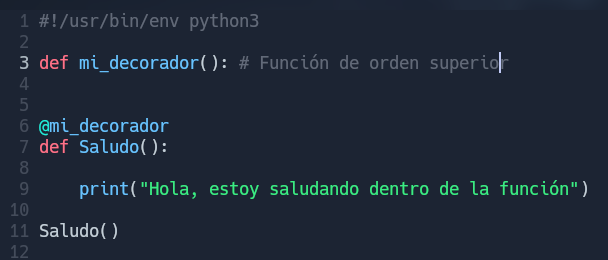 1 #!/usr/bin/env python3
2
3 def mi_decorador(): # Función de orden superior
4
5
6 @mi_decorador
7 def Saludo():
8
9     print("Hola, estoy saludando dentro de la función")
10
11 Saludo()
12